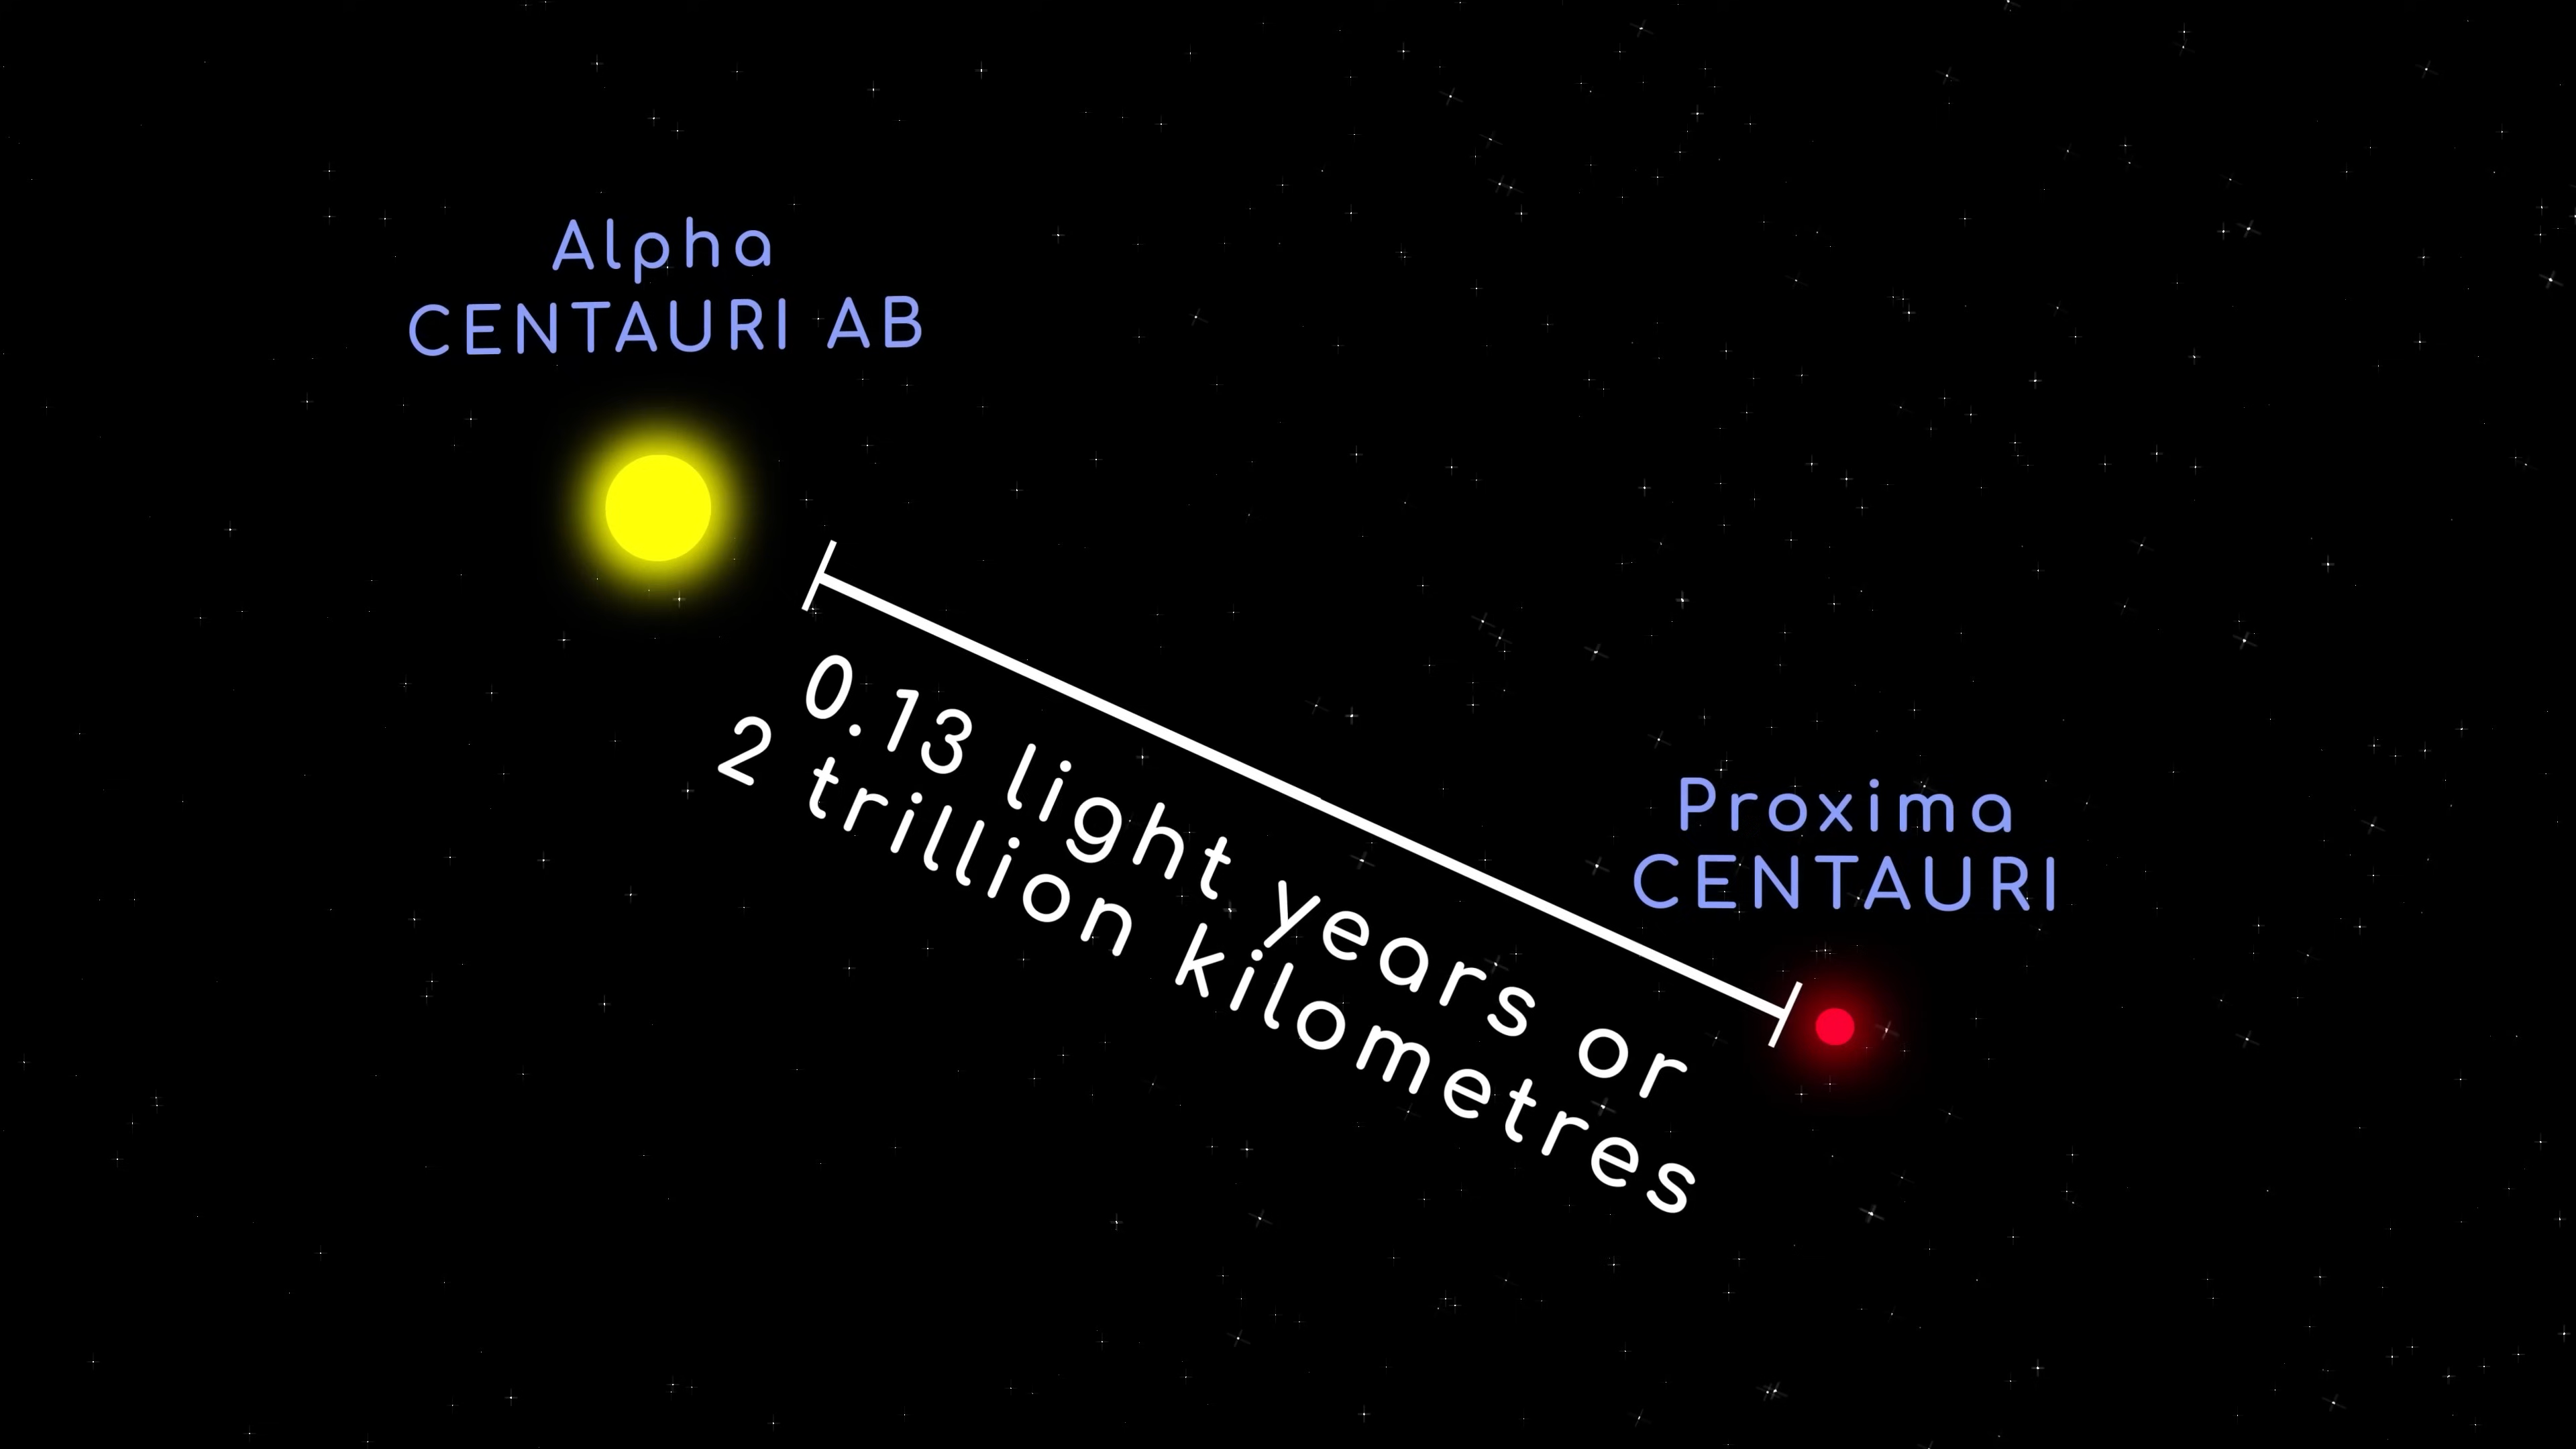 Alpha
CENTAURI AB
0.13 light years or
2 trillion kilometres
Proxima
CENTAURI